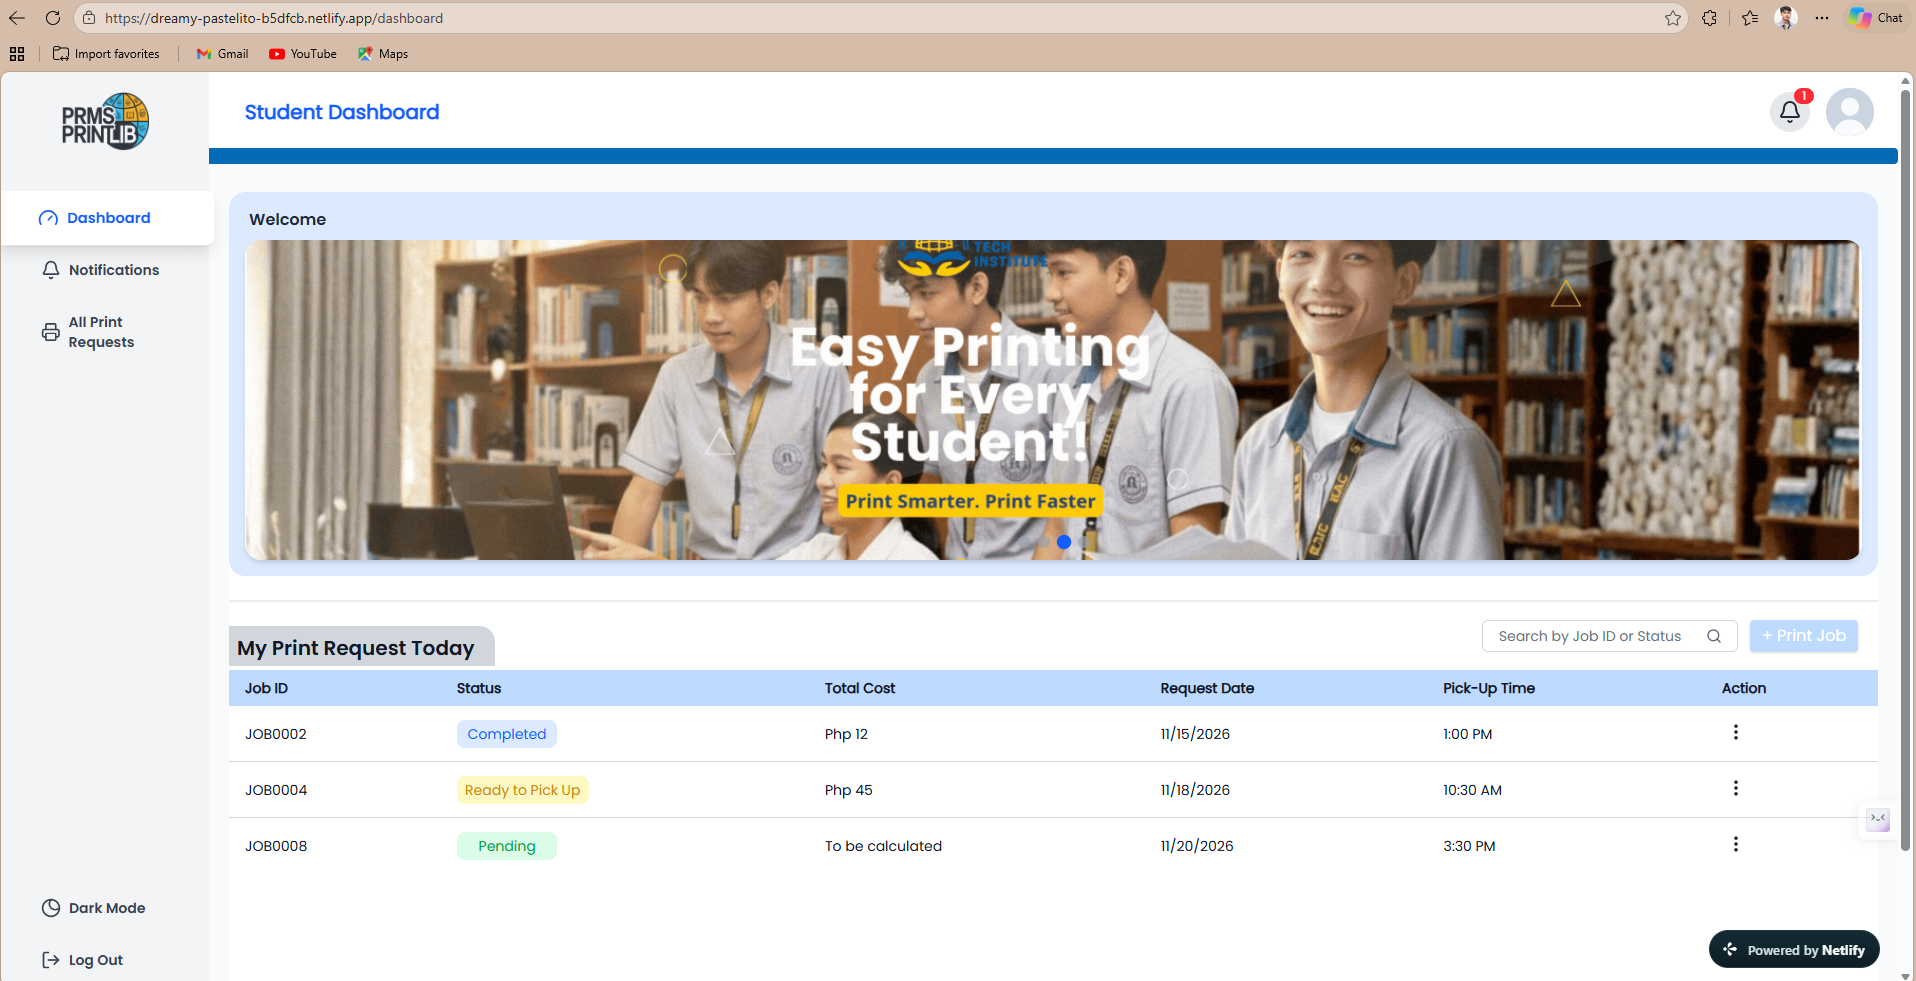 https://dreamy-pastelito-b5dfcb.netlify.app/dashboard
Chat
Import favorites
Gmail
YouTube
Maps
PRMS
PRINTLIB
Student Dashboard
1
Dashboard
Notifications
All Print
Requests
Dark Mode
Log Out
Welcome
TECH
INSTITUTE
Easy Printing
for Every
Student!
Print Smarter. Print Faster
My Print Request Today
Search by Job ID or Status
+ Print Job
Job ID Status Total Cost Request Date Pick-Up Time Action
JOB0002 Completed Php 12 11/15/2026 1:00 PM
JOB0004 Ready to Pick Up Php 45 11/18/2026 10:30 AM
JOB0008 Pending To be calculated 11/20/2026 3:30 PM
Powered by Netlify